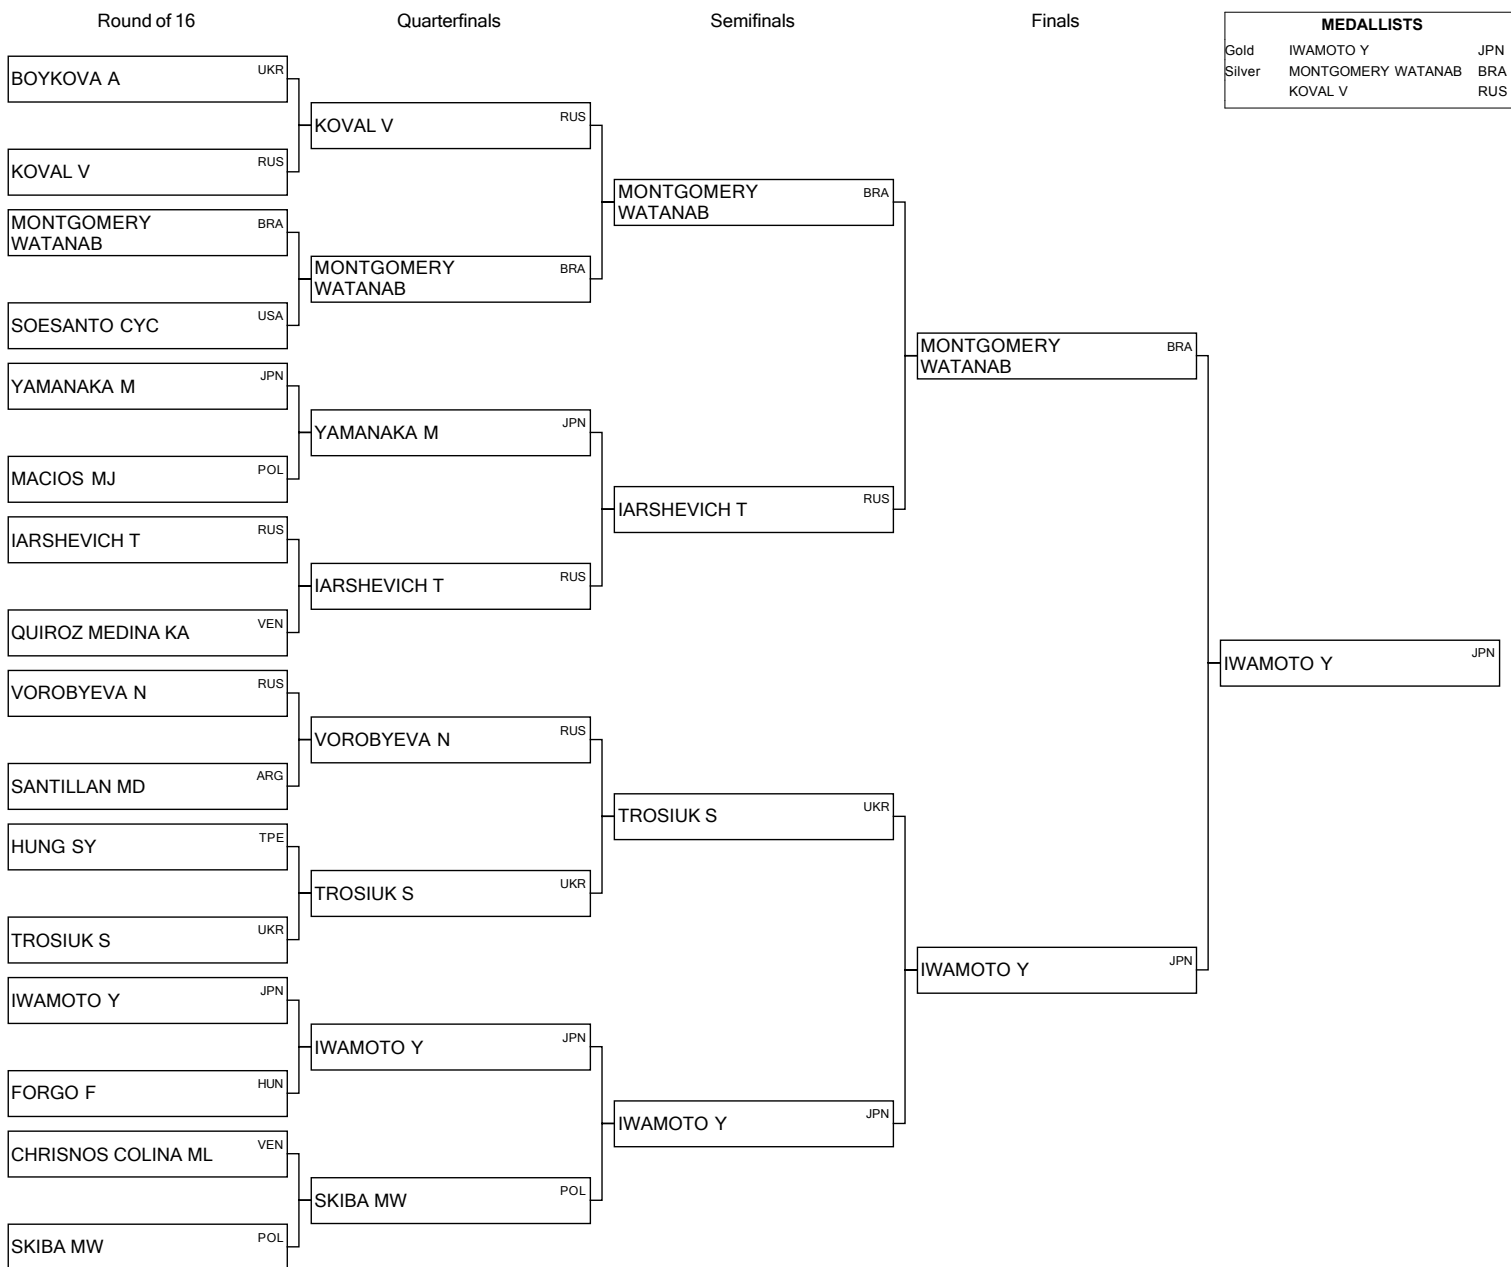 Round of 16
Quarterfinals
Semifinals
Finals
MEDALLISTS
Gold IWAMOTO Y JPN
Silver MONTGOMERY WATANAB BRA
KOVAL V RUS
BOYKOVA A UKR
KOVAL V RUS
MONTGOMERY BRA
WATANAB
SOESANTO CYC USA
YAMANAKA M JPN
MACIOS MJ POL
IARSHEVICH T RUS
QUIROZ MEDINA KA VEN
VOROBYEVA N RUS
SANTILLAN MD ARG
HUNG SY TPE
TROSIUK S UKR
IWAMOTO Y JPN
FORGO F HUN
CHRISNOS COLINA ML VEN
SKIBA MW POL
KOVAL V RUS
MONTGOMERY BRA
WATANAB
YAMANAKA M JPN
IARSHEVICH T RUS
VOROBYEVA N RUS
TROSIUK S UKR
IWAMOTO Y JPN
SKIBA MW POL
MONTGOMERY BRA
WATANAB
IARSHEVICH T RUS
TROSIUK S UKR
IWAMOTO Y JPN
MONTGOMERY BRA
WATANAB
IWAMOTO Y JPN
IWAMOTO Y JPN